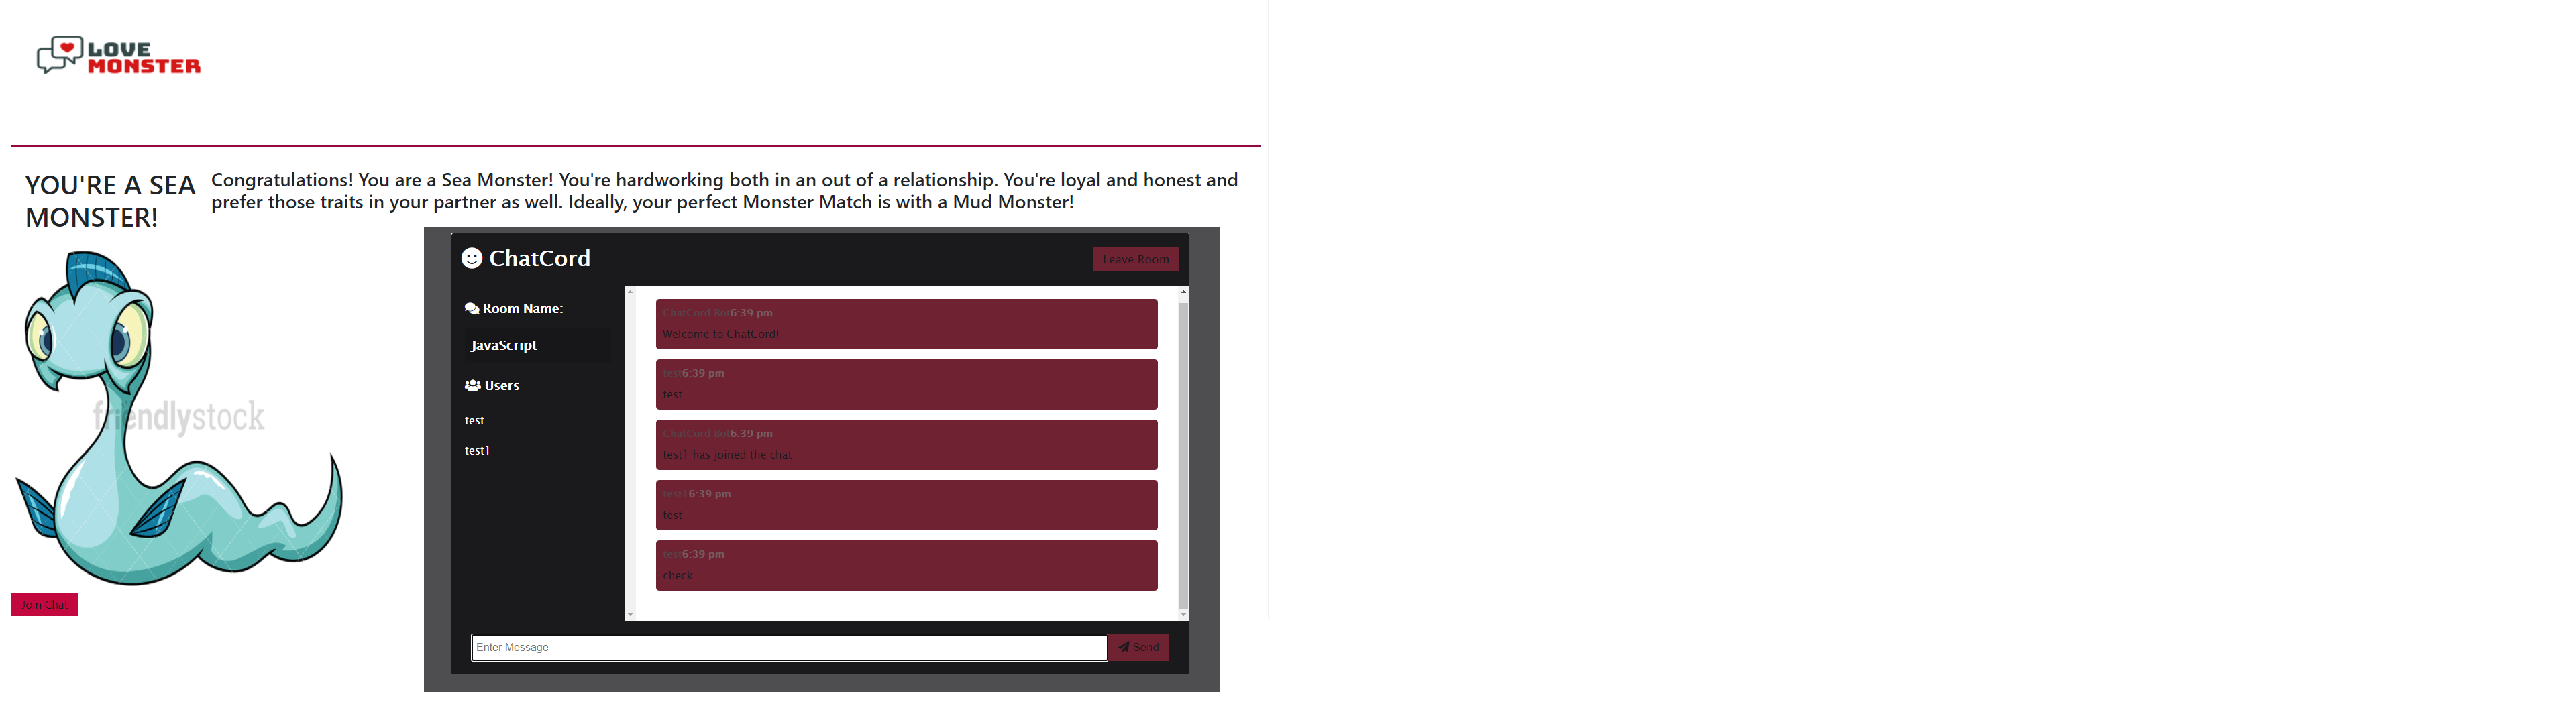 LOVE
MONSTER
YOU'RE A SEA
MONSTER!
Congratulations! You are a Sea Monster! You're hardworking both in an out of a relationship. You're loyal and honest and
prefer those traits in your partner as well. Ideally, your perfect Monster Match is with a Mud Monster!
friendlystock
Join Chat
ChatCord
Leave Room
Room Name:
JavaScript
Users
test
test1
ChatCord Bot6:39 pm
Welcome to ChatCord!
test6:39 pm
test
ChatCord Bot6:39 pm
test1 has joined the chat
test16:39 pm
test
test6:39 pm
check
Enter Message
Send